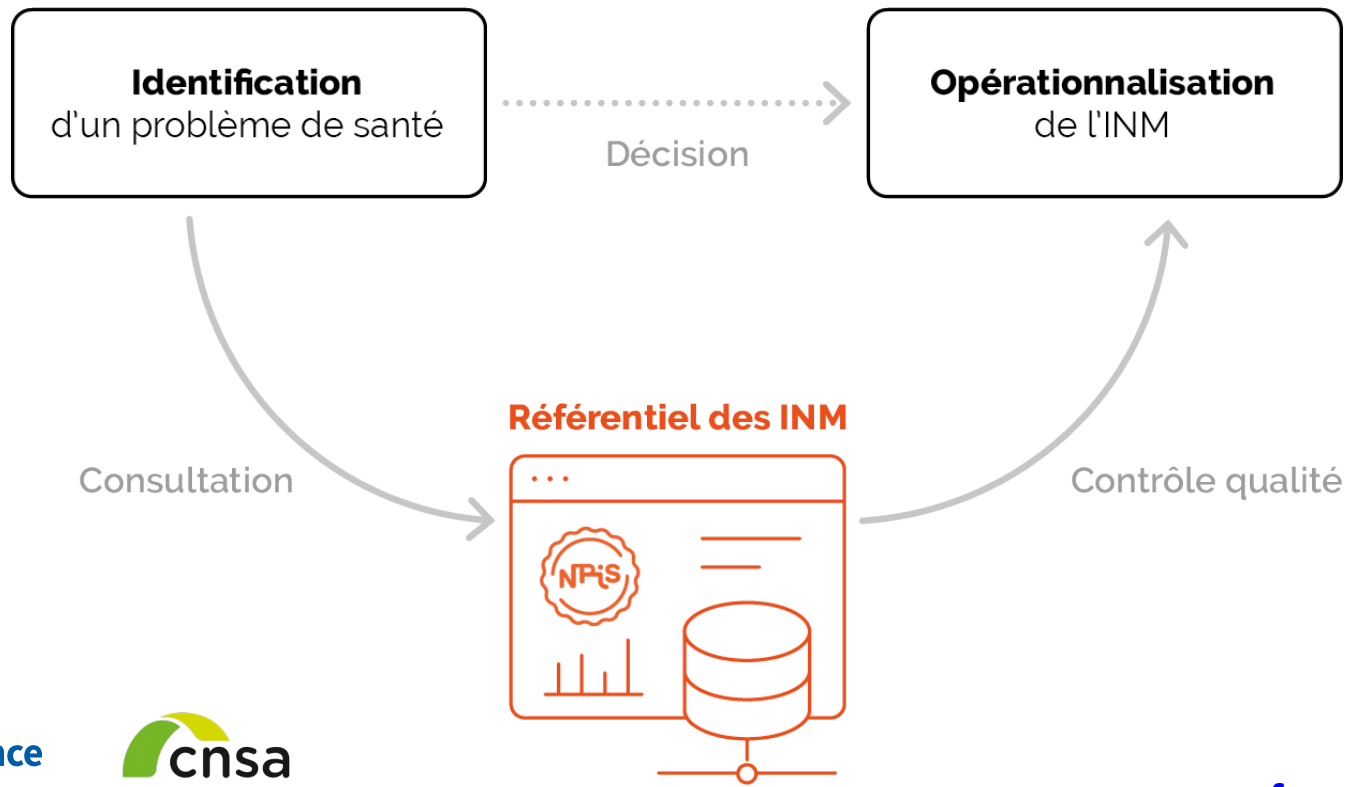 Identification
d'un problème de santé
Décision
Opérationnalisation
de l'INM
Consultation
Référentiel des INM
Contrôle qualité
NPiS
cnsa